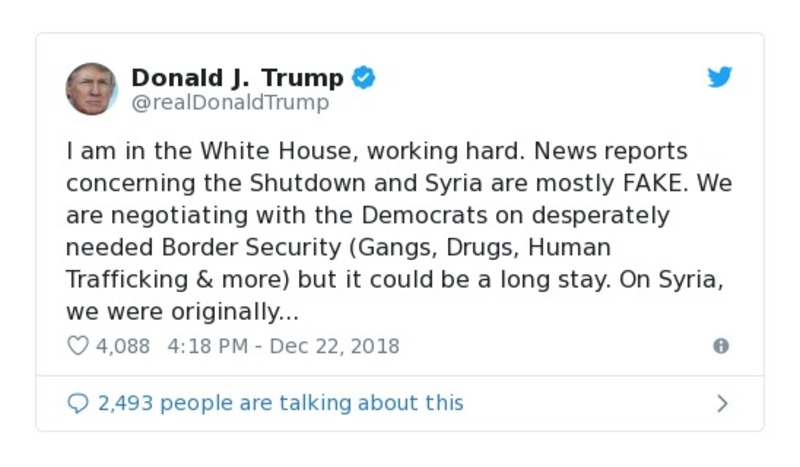 Donald J. Trump
@realDonaldTrump
I am in the White House, working hard. News reports
concerning the Shutdown and Syria are mostly FAKE. We
are negotiating with the Democrats on desperately
needed Border Security (Gangs, Drugs, Human
Trafficking & more) but it could be a long stay. On Syria,
we were originally...
4,088 4:18 PM - Dec 22, 2018
2,493 people are talking about this